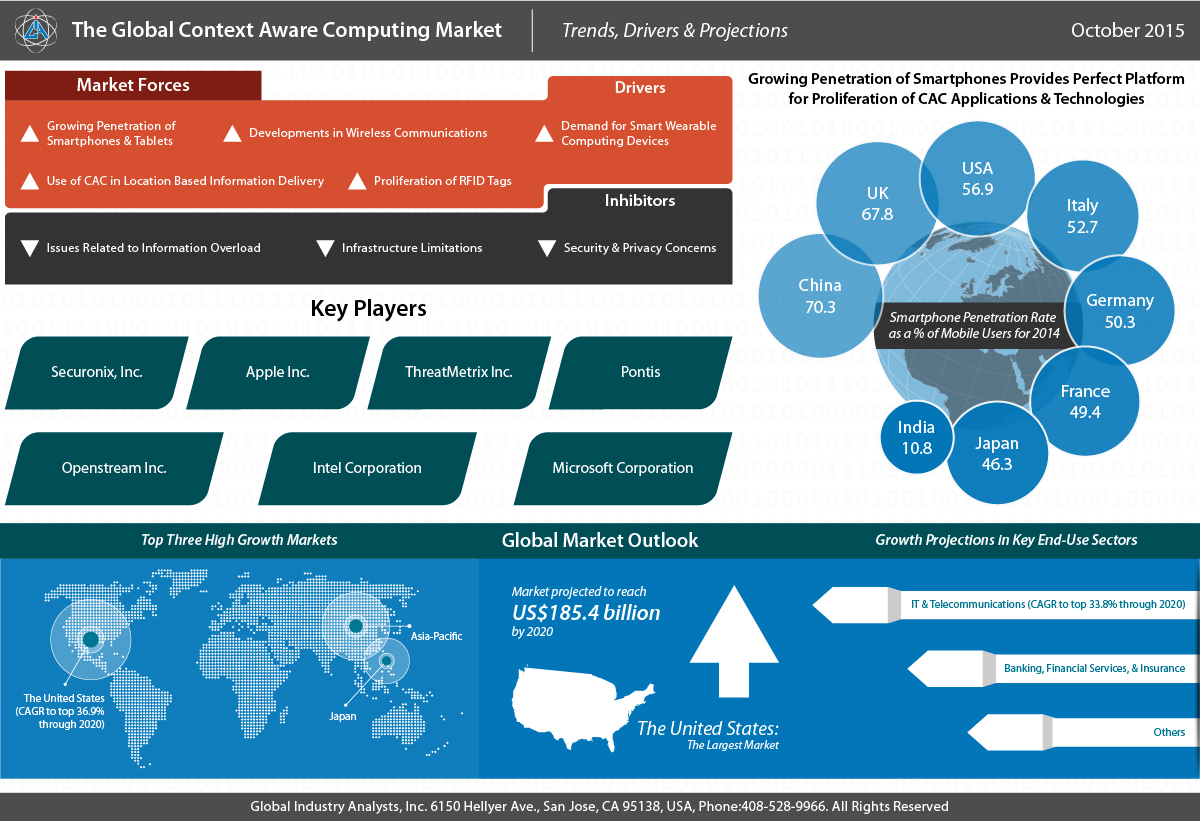 The Global Context Aware Computing Market
Trends, Drivers & Projections
October 2015
Market Forces
Drivers
Growing Penetration of
Smartphones & Tablets
Developments in Wireless Communications
Demand for Smart Wearable
Computing Devices
Use of CAC in Location Based Information Delivery
Proliferation of RFID Tags
Inhibitors
Issues Related to Information Overload
Infrastructure Limitations
Security & Privacy Concerns
Key Players
Securonix, Inc.
Apple Inc.
ThreatMetrix Inc.
Pontis
Openstream Inc.
Intel Corporation
Microsoft Corporation
Growing Penetration of Smartphones Provides Perfect Platform
for Proliferation of CAC Applications & Technologies
USA
56.9
UK
67.8
Italy
52.7
China
70.3
Germany
50.3
Smartphone Penetration Rate
as a % of Mobile Users for 2014
France
49.4
India
10.8
Japan
46.3
Top Three High Growth Markets
Asia-Pacific
The United States
(CAGR to top 36.9%
through 2020)
Japan
Global Market Outlook
Market projected to reach
US$185.4 billion
by 2020
The United States:
The Largest Market
Growth Projections in Key End-Use Sectors
IT & Telecommunications (CAGR to top 33.8% through 2020)
Banking, Financial Services, & Insurance
Others
Global Industry Analysts, Inc. 6150 Hellyer Ave., San Jose, CA 95138, USA, Phone:408-528-9966. All Rights Reserved